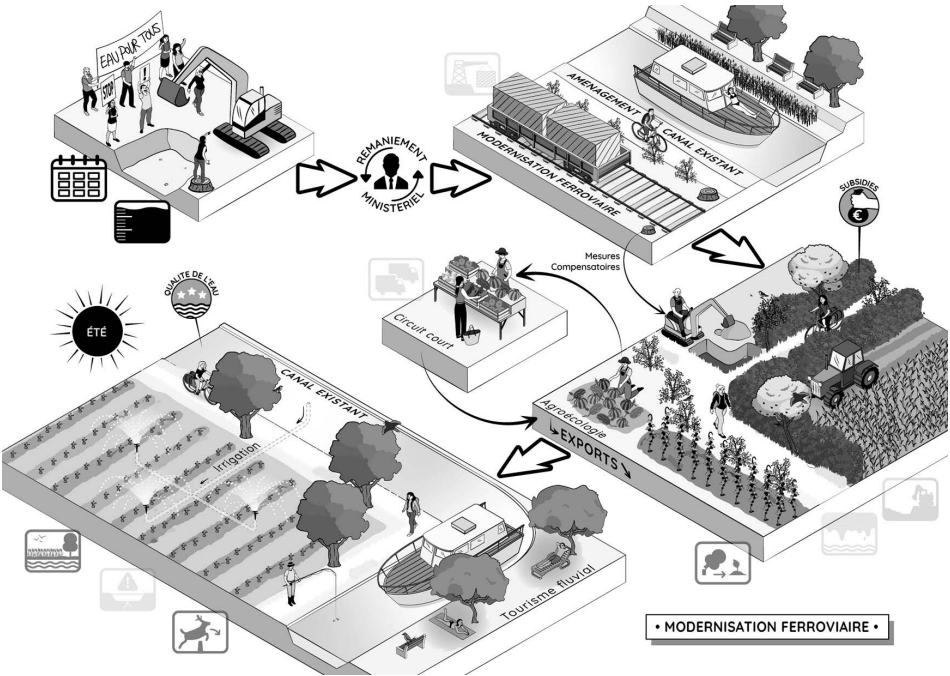 EAU POUR TOUS
STOP
!
REMANIEMENT
MINISTERIEL
AMENAGEMENT CANAL EXISTANT
MODERNISATION FERROVIAIRE
SUBSIDIES
€
Mesures
Compensatoires
Circuit court
QUALITE DE L'EAU
ÉTÉ
CANAL EXISTANT
Irrigation
Agroécologie
EXPORTS
Tourisme fluvial
• MODERNISATION FERROVIAIRE •